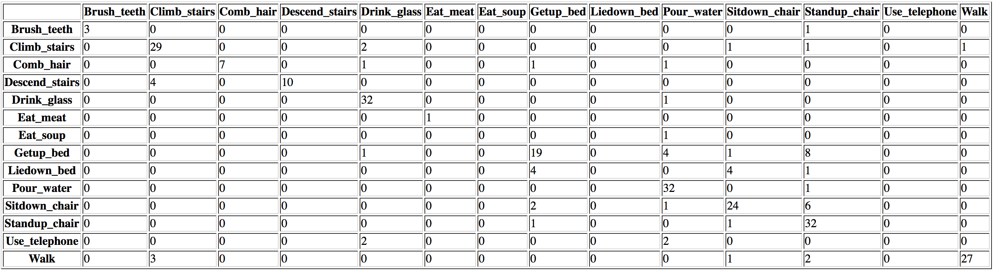 Brush_teeth Climb_stairs Comb_hair Descend_stairs Drink_glass Eat_meat Eat_soup Getup_bed Liedown_bed Pour_water Sitdown_chair Standup_chair Use_telephone Walk
Brush_teeth 3 0 0 0 0 0 0 0 0 0 0 1 0 0
Climb_stairs 0 29 0 0 2 0 0 0 0 0 1 1 0 1
Comb_hair 0 0 7 0 1 0 0 1 0 1 0 0 0 0
Descend_stairs 0 4 0 10 0 0 0 0 0 0 0 0 0 0
Drink_glass 0 0 0 0 32 0 0 0 0 1 0 0 0 0
Eat_meat 0 0 0 0 0 1 0 0 0 0 0 0 0 0
Eat_soup 0 0 0 0 0 0 0 0 0 1 0 0 0 0
Getup_bed 0 0 0 0 1 0 0 19 0 4 1 8 0 0
Liedown_bed 0 0 0 0 0 0 0 4 0 0 4 1 0 0
Pour_water 0 0 0 0 0 0 0 0 0 32 0 1 0 0
Sitdown_chair 0 0 0 0 0 0 0 2 0 1 24 6 0 0
Standup_chair 0 0 0 0 0 0 0 1 0 0 1 32 0 0
Use_telephone 0 0 0 0 2 0 0 0 0 2 0 0 0 0
Walk 0 3 0 0 0 0 0 0 0 0 1 2 0 27